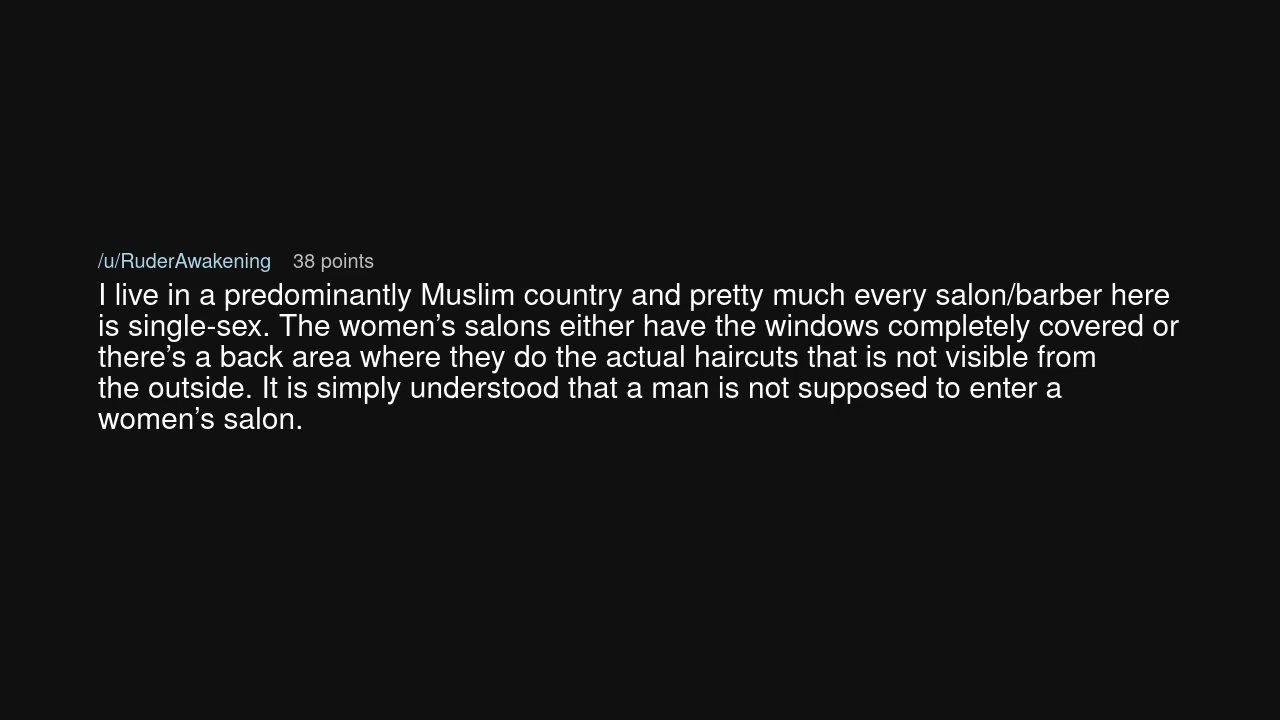 /u/RuderAwakening 38 points
I live in a predominantly Muslim country and pretty much every salon/barber here
is single-sex. The women’s salons either have the windows completely covered or
there’s a back area where they do the actual haircuts that is not visible from
the outside. It is simply understood that a man is not supposed to enter a
women’s salon.